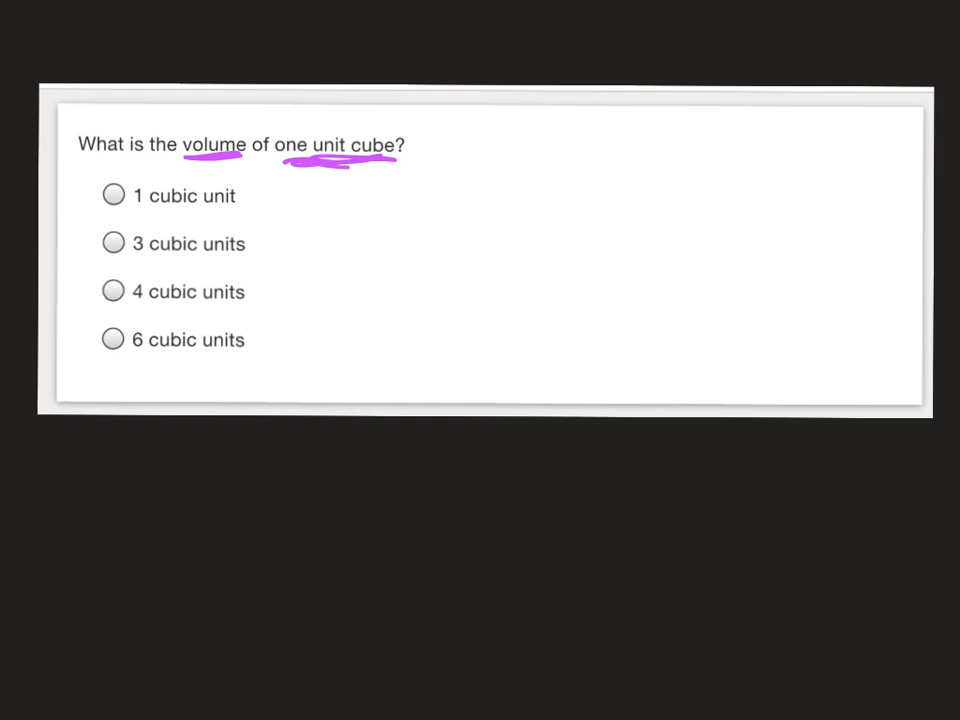 What is the volume of one unit cube?
1 cubic unit
3 cubic units
4 cubic units
6 cubic units